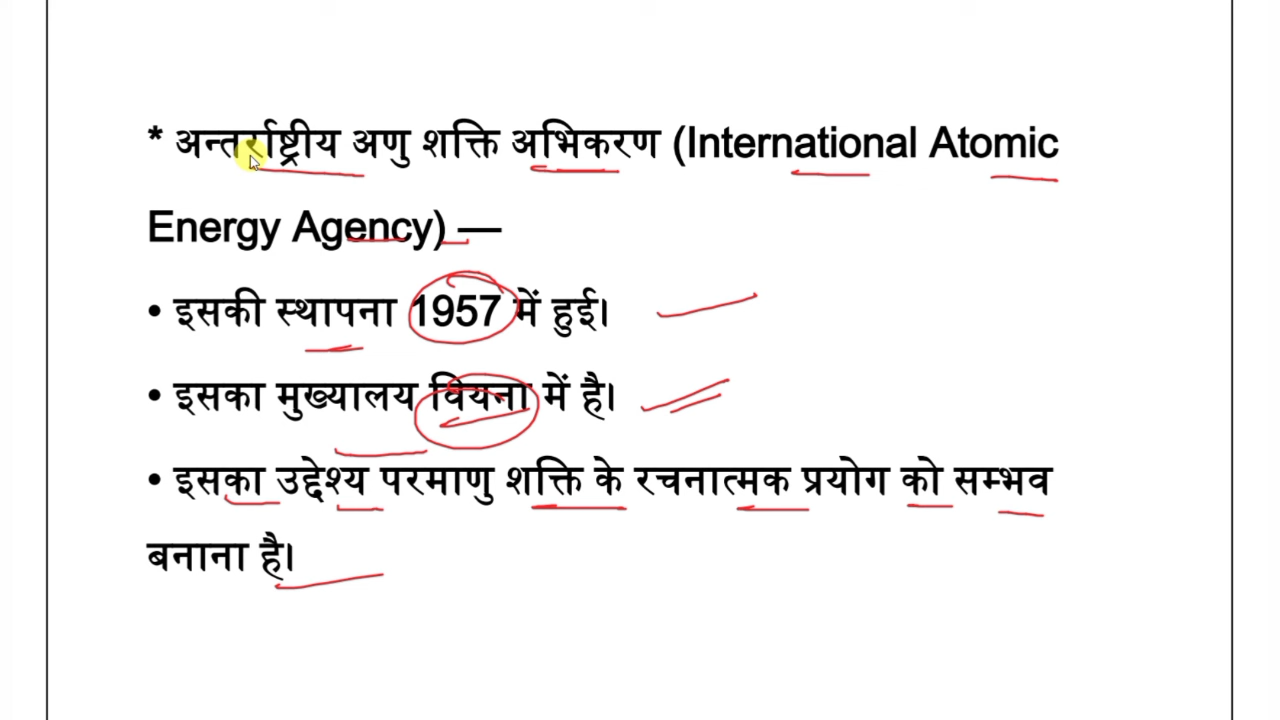 * अन्तर्राष्ट्रीय अणु शक्ति अभिकरण (International Atomic
Energy Agency) —
• इसकी स्थापना 1957 में हुई।
• इसका मुख्यालय वियना में है।
• इसका उद्देश्य परमाणु शक्ति के रचनात्मक प्रयोग को सम्भव
बनाना है।